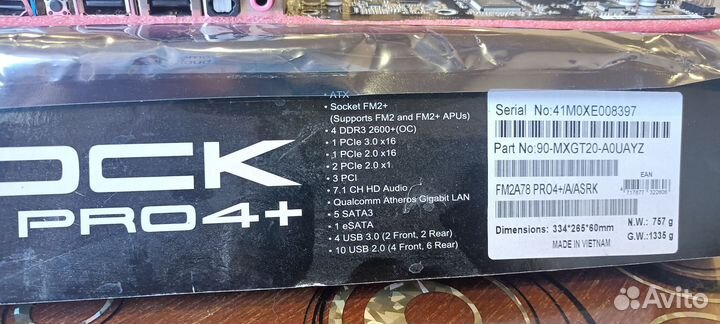 OCK
PRO4+
• ATX
• Socket FM2+
(Supports FM2 and FM2+ APUs)
• 4 DDR3 2600+(OC)
• 1 PCIe 3.0 x16
• 1 PCIe 2.0 x16
• 2 PCIe 2.0 x1
• 3 PCI
• 7.1 CH HD Audio
• Qualcomm Atheros Gigabit LAN
• 5 SATA3
• 1 eSATA
• 4 USB 3.0 (2 Front, 2 Rear)
• 10 USB 2.0 (4 Front, 6 Rear)
Serial No:41M0XE008397
Part No:90-MXGT20-A0UAYZ
EAN
FM2A78 PRO4+/A/ASRK
Dimensions: 334*265*60mm
MADE IN VIETNAM
N.W.: 757 g
G.W.: 1335 g
Avito